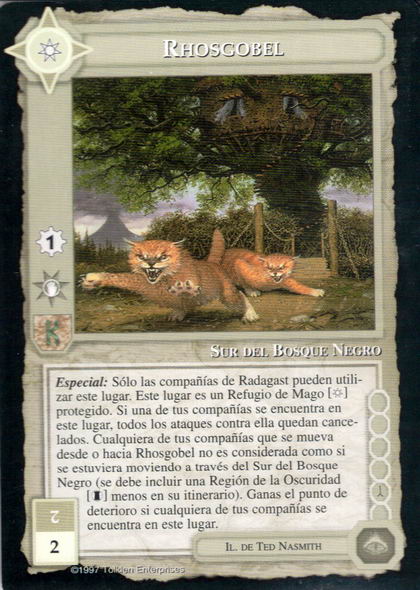 RHOSGOBEL
1
SUR DEL BOSQUE NEGRO
Especial: Sólo las compañías de Radagast pueden utili-
zar este lugar. Este lugar es un Refugio de Mago [ ]
protegido. Si una de tus compañías se encuentra en
este lugar, todos los ataques contra ella quedan cance-
lados. Cualquiera de tus compañías que se mueva
desde o hacia Rhosgobel no es considerada como si
se estuviera moviendo a través del Sur del Bosque
Negro (se debe incluir una Región de la Oscuridad
[ ] menos en su itinerario). Ganas el punto de
deterioro si cualquiera de tus compañías se
encuentra en este lugar.
2
2
IL. DE TED NASMITH
©1997 Tolkien Enterprises